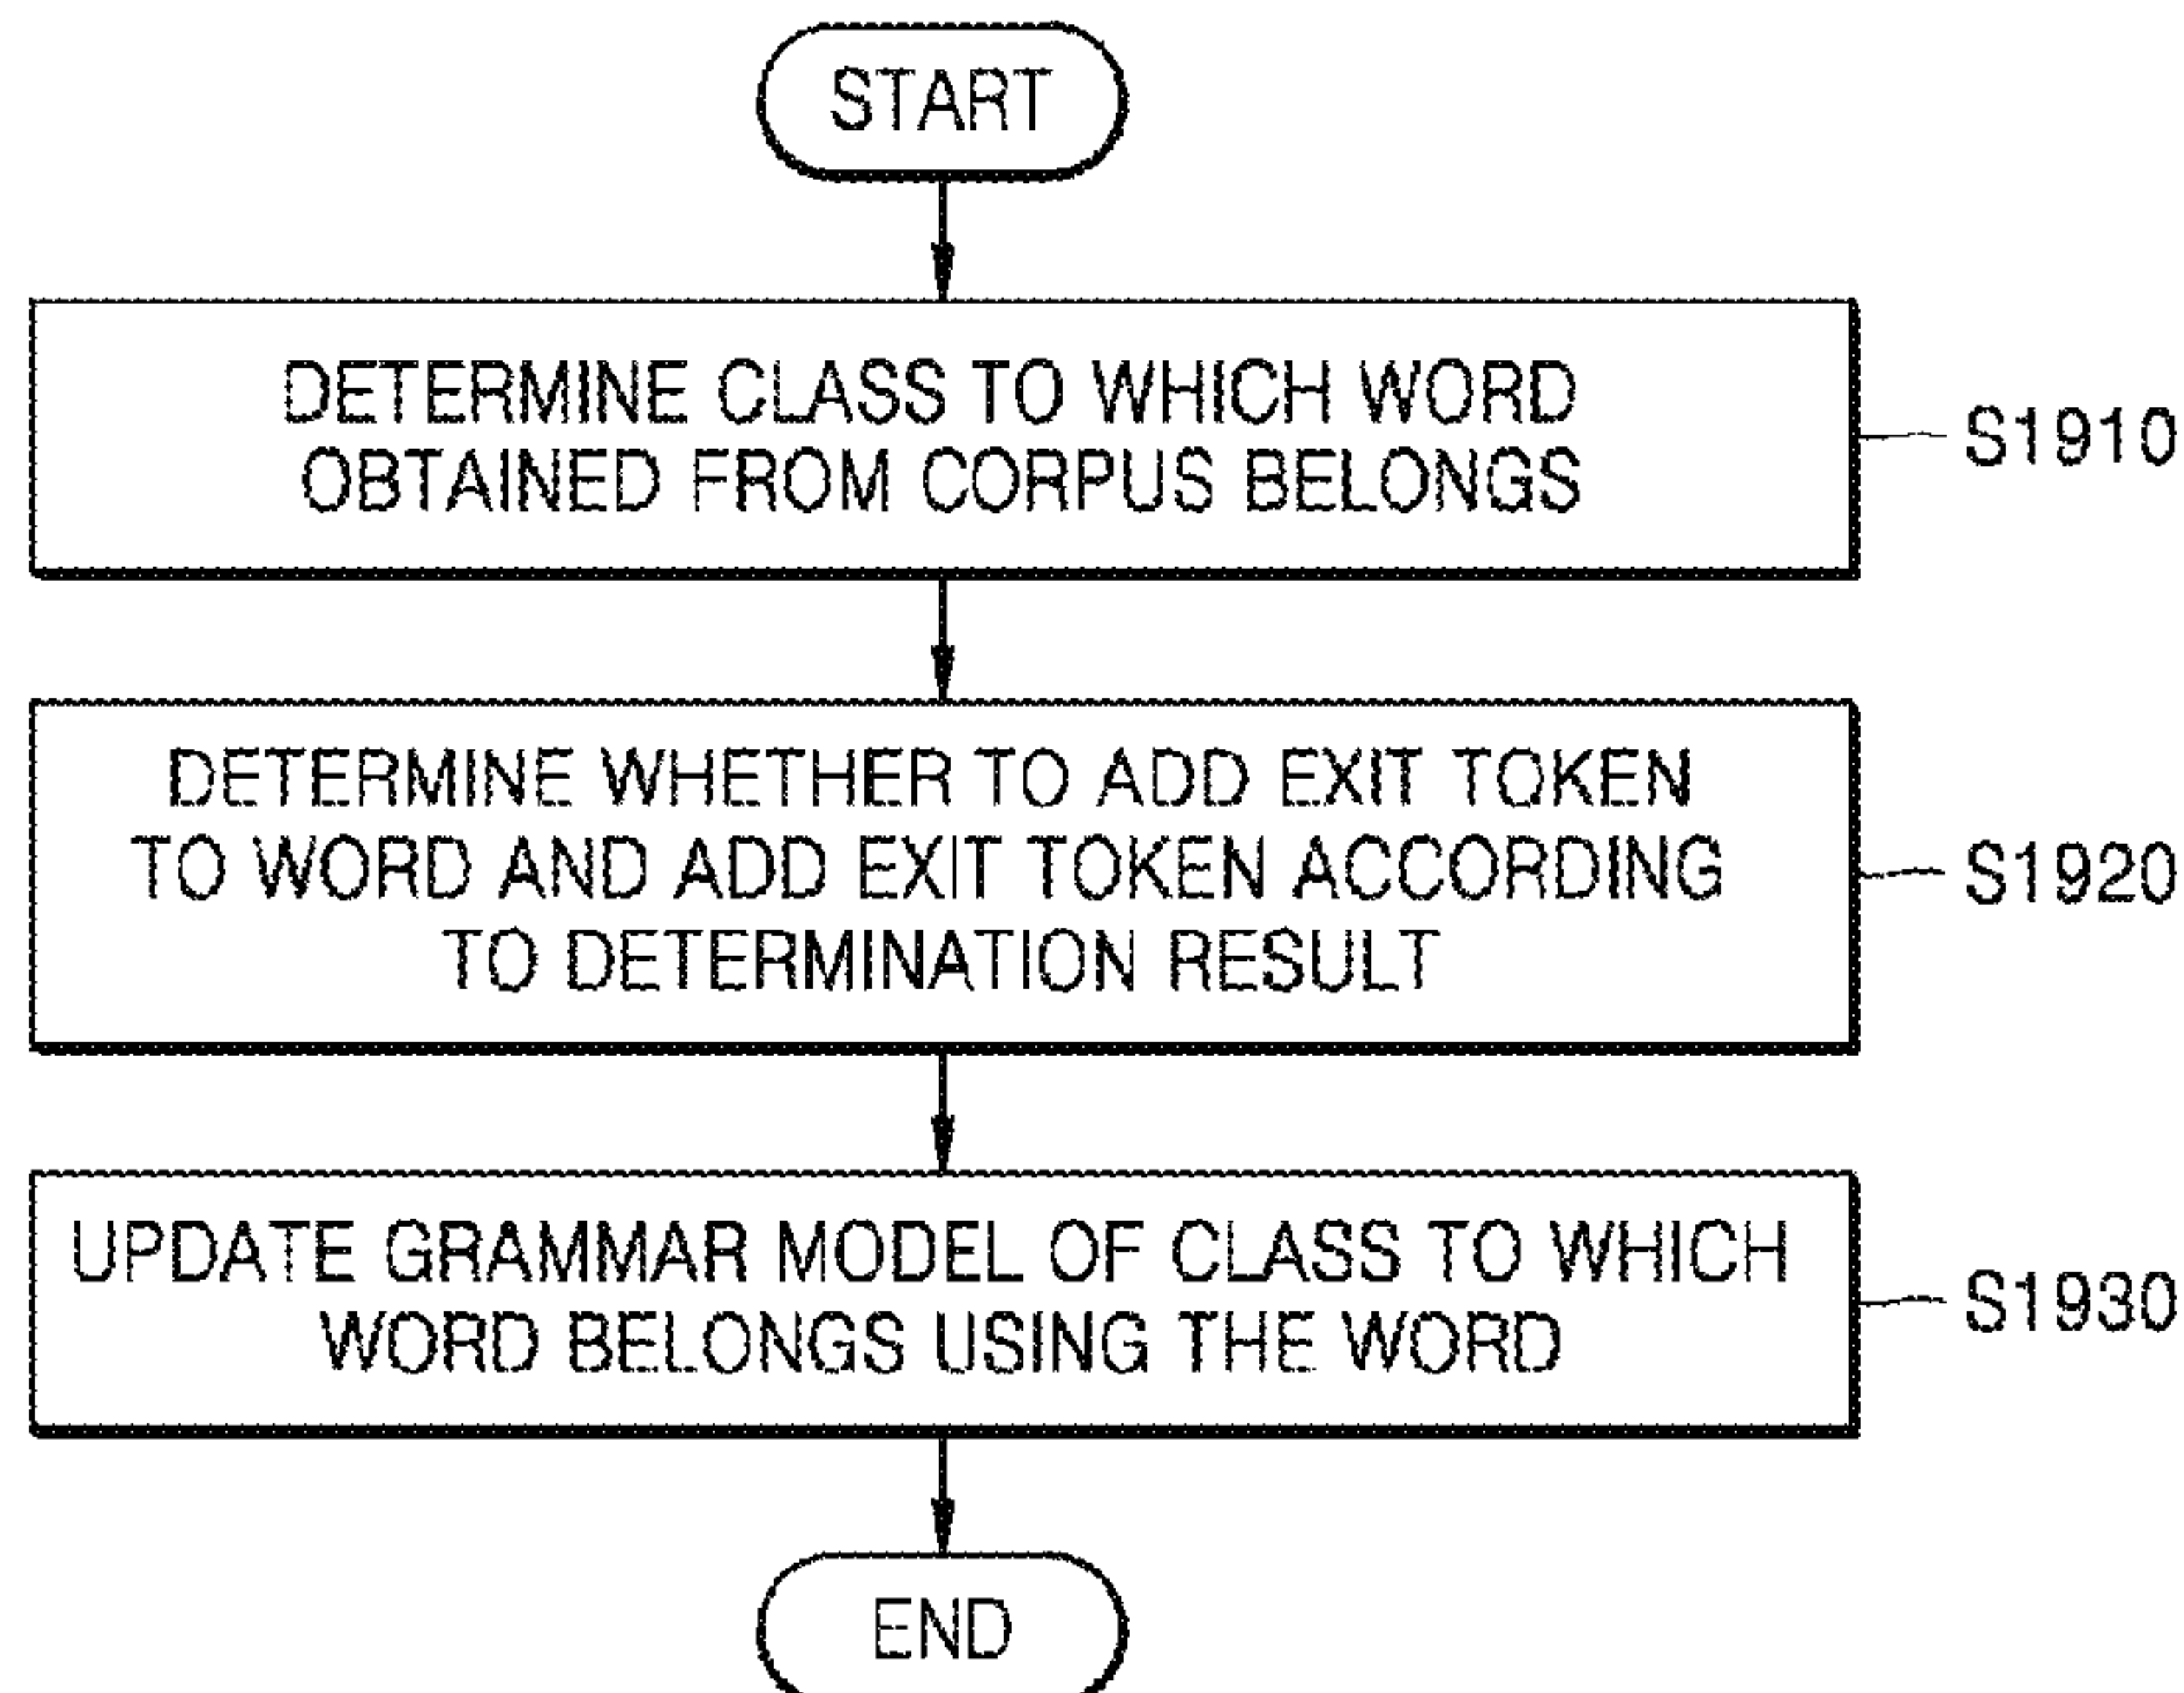 START
DETERMINE CLASS TO WHICH WORD
OBTAINED FROM CORPUS BELONGS
S1910
DETERMINE WHETHER TO ADD EXIT TOKEN
TO WORD AND ADD EXIT TOKEN ACCORDING
TO DETERMINATION RESULT
S1920
UPDATE GRAMMAR MODEL OF CLASS TO WHICH
WORD BELONGS USING THE WORD
S1930
END